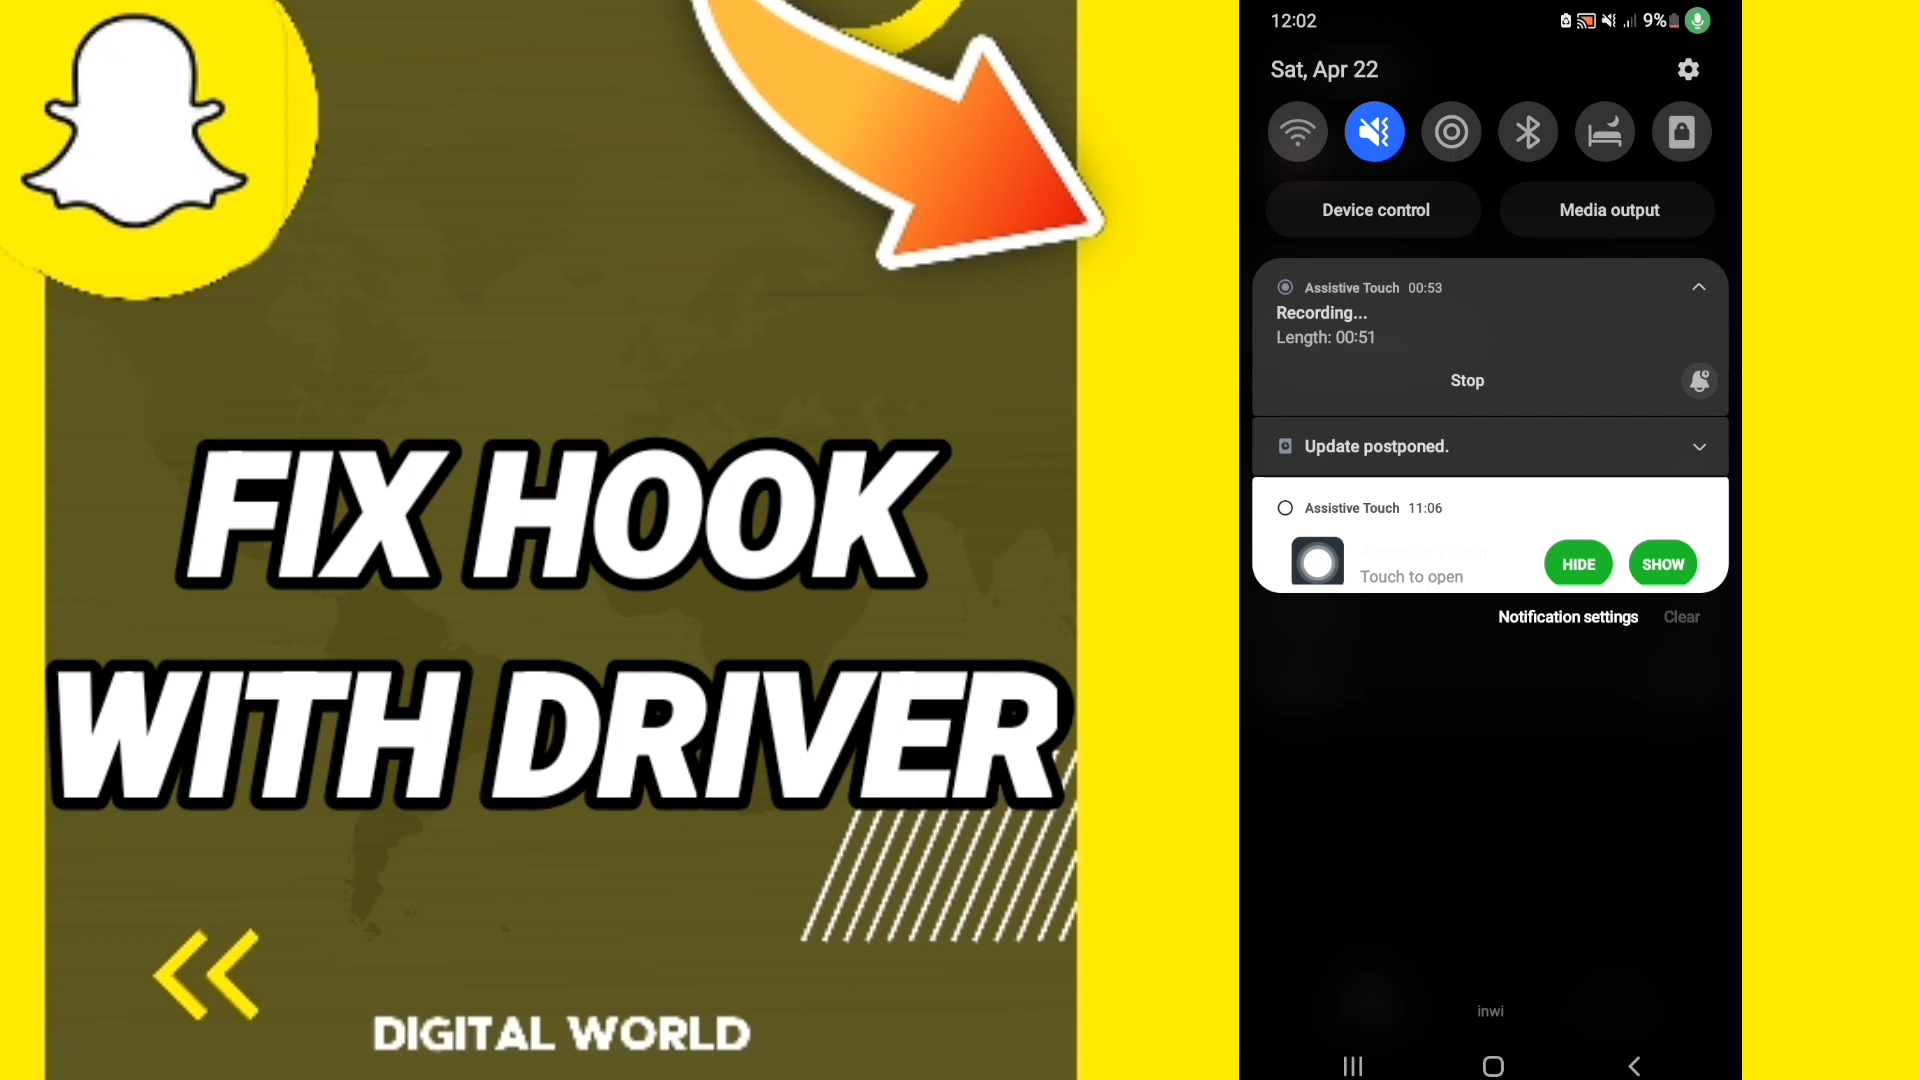 FIX HOOK
WITH DRIVER
DIGITAL WORLD
12:02
9%
Sat, Apr 22
Device control
Media output
Assistive Touch 00:53
Recording...
Length: 00:51
Stop
Update postponed.
Assistive Touch 11:06
Assistive Touch
Touch to open
HIDE
SHOW
Notification settings
Clear
inwi